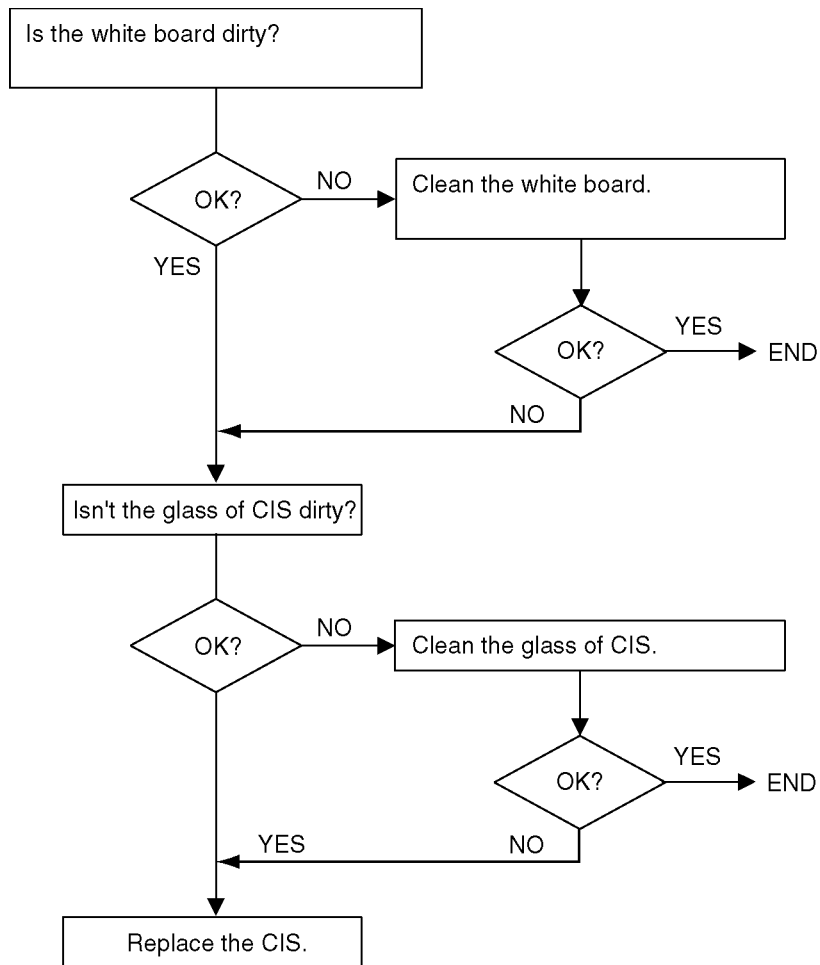 Is the white board dirty?
OK?
NO
Clean the white board.
YES
OK?
YES
END
NO
Isn't the glass of CIS dirty?
OK?
NO
Clean the glass of CIS.
OK?
YES
END
YES
NO
Replace the CIS.